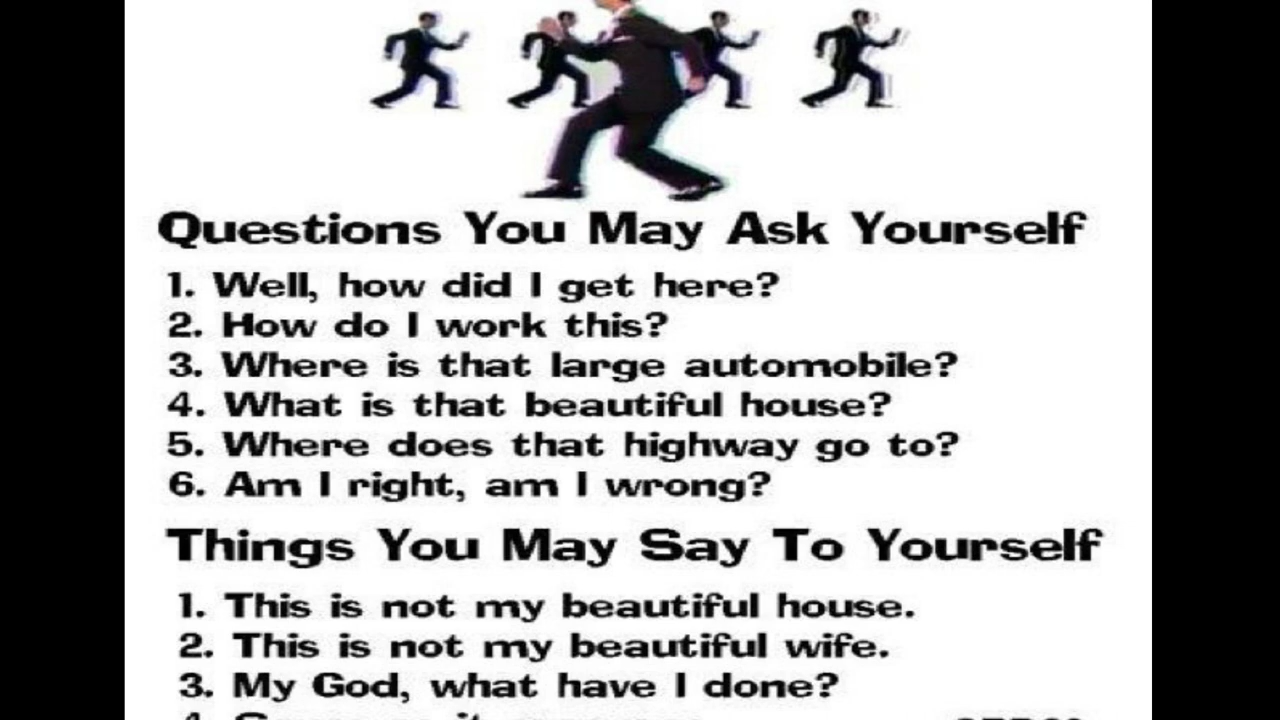 Questions You May Ask Yourself
1. Well, how did I get here?
2. How do I work this?
3. Where is that large automobile?
4. What is that beautiful house?
5. Where does that highway go to?
6. Am I right, am I wrong?
Things You May Say To Yourself
1. This is not my beautiful house.
2. This is not my beautiful wife.
3. My God, what have I done?